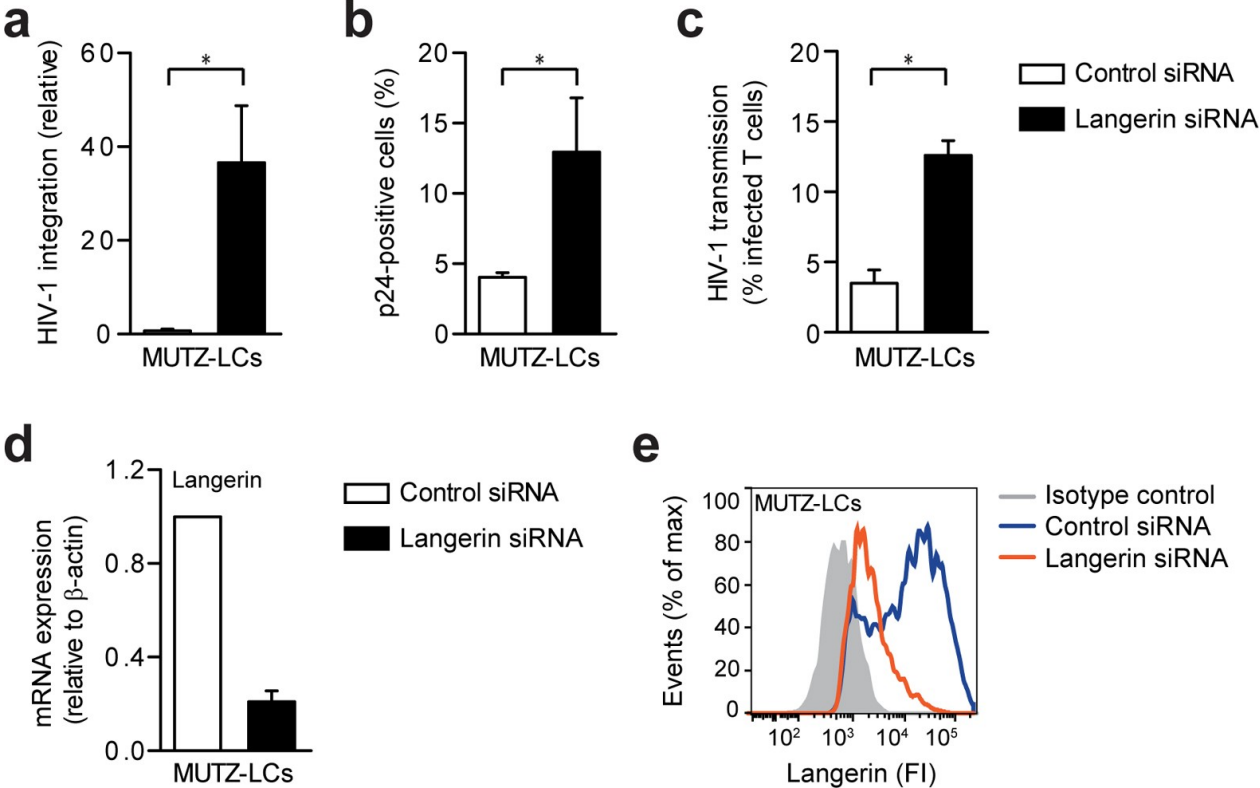 a
HIV-1 integration (relative)
60
40
20
0
*
MUTZ-LCs
b
p24-positive cells (%)
20
15
10
5
0
*
MUTZ-LCs
c
HIV-1 transmission
(% infected T cells)
20
15
10
5
0
*
MUTZ-LCs
Control siRNA
Langerin siRNA
d
mRNA expression
(relative to β-actin)
1.2
0.8
0.4
0.0
Langerin
MUTZ-LCs
Control siRNA
Langerin siRNA
e
Events (% of max)
100
80
60
40
20
0
MUTZ-LCs
10² 10³ 10⁴ 10⁵
Langerin (FI)
Isotype control
Control siRNA
Langerin siRNA